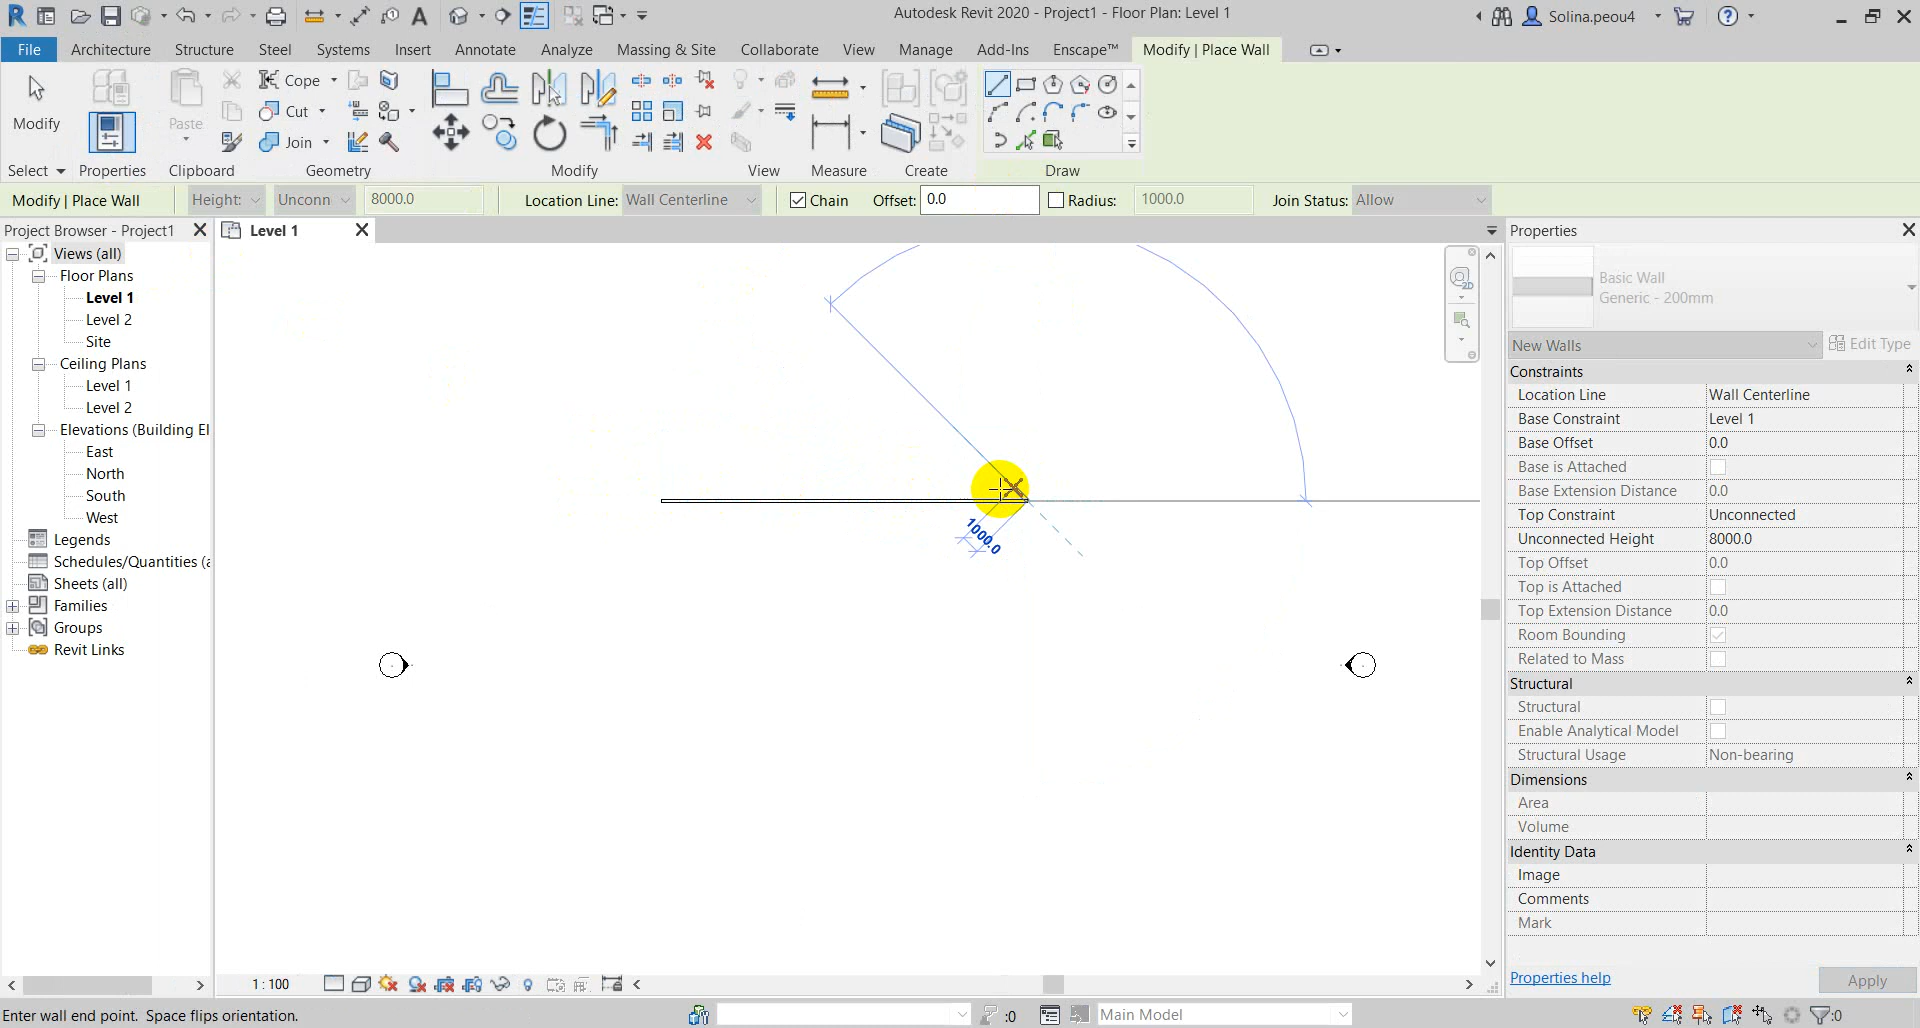 Autodesk Revit 2020 - Project1 - Floor Plan: Level 1
Solina.peou4
File Architecture Structure Steel Systems Insert Annotate Analyze Massing & Site Collaborate View Manage Add-Ins Enscape™ Modify | Place Wall
Modify
Paste
Cope
Cut
Join
Select Properties Clipboard Geometry Modify View Measure Create Draw
Modify | Place Wall Height: Unconn 8000.0 Location Line: Wall Centerline Chain Offset: 0.0 Radius: 1000.0 Join Status: Allow
Project Browser - Project1
Level 1
Views (all)
Floor Plans
Level 1
Level 2
Site
Ceiling Plans
Level 1
Level 2
Elevations (Building El
East
North
South
West
Legends
Schedules/Quantities (a
Sheets (all)
Families
Groups
Revit Links
1000.0
2D
Properties
Basic Wall
Generic - 200mm
New Walls Edit Type
Constraints
Location Line Wall Centerline
Base Constraint Level 1
Base Offset 0.0
Base is Attached
Base Extension Distance 0.0
Top Constraint Unconnected
Unconnected Height 8000.0
Top Offset 0.0
Top is Attached
Top Extension Distance 0.0
Room Bounding
Related to Mass
Structural
Structural
Enable Analytical Model
Structural Usage Non-bearing
Dimensions
Area
Volume
Identity Data
Image
Comments
Mark
Properties help Apply
1 : 100
Enter wall end point. Space flips orientation.
:0
Main Model
:0